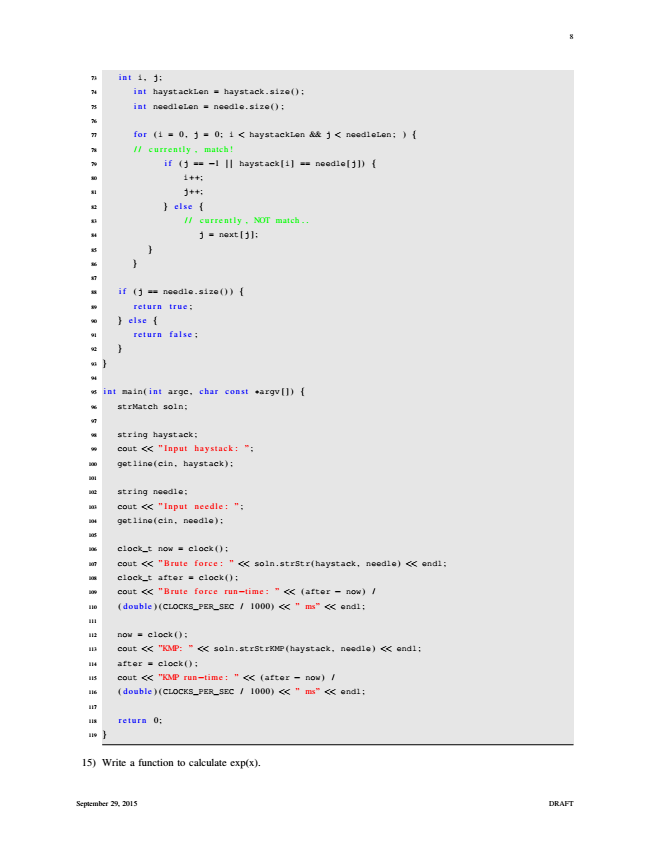 8
73 int i, j;
74 int haystackLen = haystack.size();
75 int needleLen = needle.size();
76
77 for (i = 0, j = 0; i < haystackLen && j < needleLen; ) {
78 // currently, match!
79 if (j == −1 || haystack[i] == needle[j]) {
80 i++;
81 j++;
82 } else {
83 // currently, NOT match..
84 j = next[j];
85 }
86 }
87
88 if (j == needle.size()) {
89 return true;
90 } else {
91 return false;
92 }
93 }
94
95 int main(int argc, char const *argv[]) {
96 strMatch soln;
97
98 string haystack;
99 cout << "Input haystack: ";
100 getline(cin, haystack);
101
102 string needle;
103 cout << "Input needle: ";
104 getline(cin, needle);
105
106 clock_t now = clock();
107 cout << "Brute force: " << soln.strStr(haystack, needle) << endl;
108 clock_t after = clock();
109 cout << "Brute force run−time: " << (after − now) /
110 (double)(CLOCKS_PER_SEC / 1000) << " ms" << endl;
111
112 now = clock();
113 cout << "KMP: " << soln.strStrKMP(haystack, needle) << endl;
114 after = clock();
115 cout << "KMP run−time: " << (after − now) /
116 (double)(CLOCKS_PER_SEC / 1000) << " ms" << endl;
117
118 return 0;
119 }
15) Write a function to calculate exp(x).
September 29, 2015 DRAFT